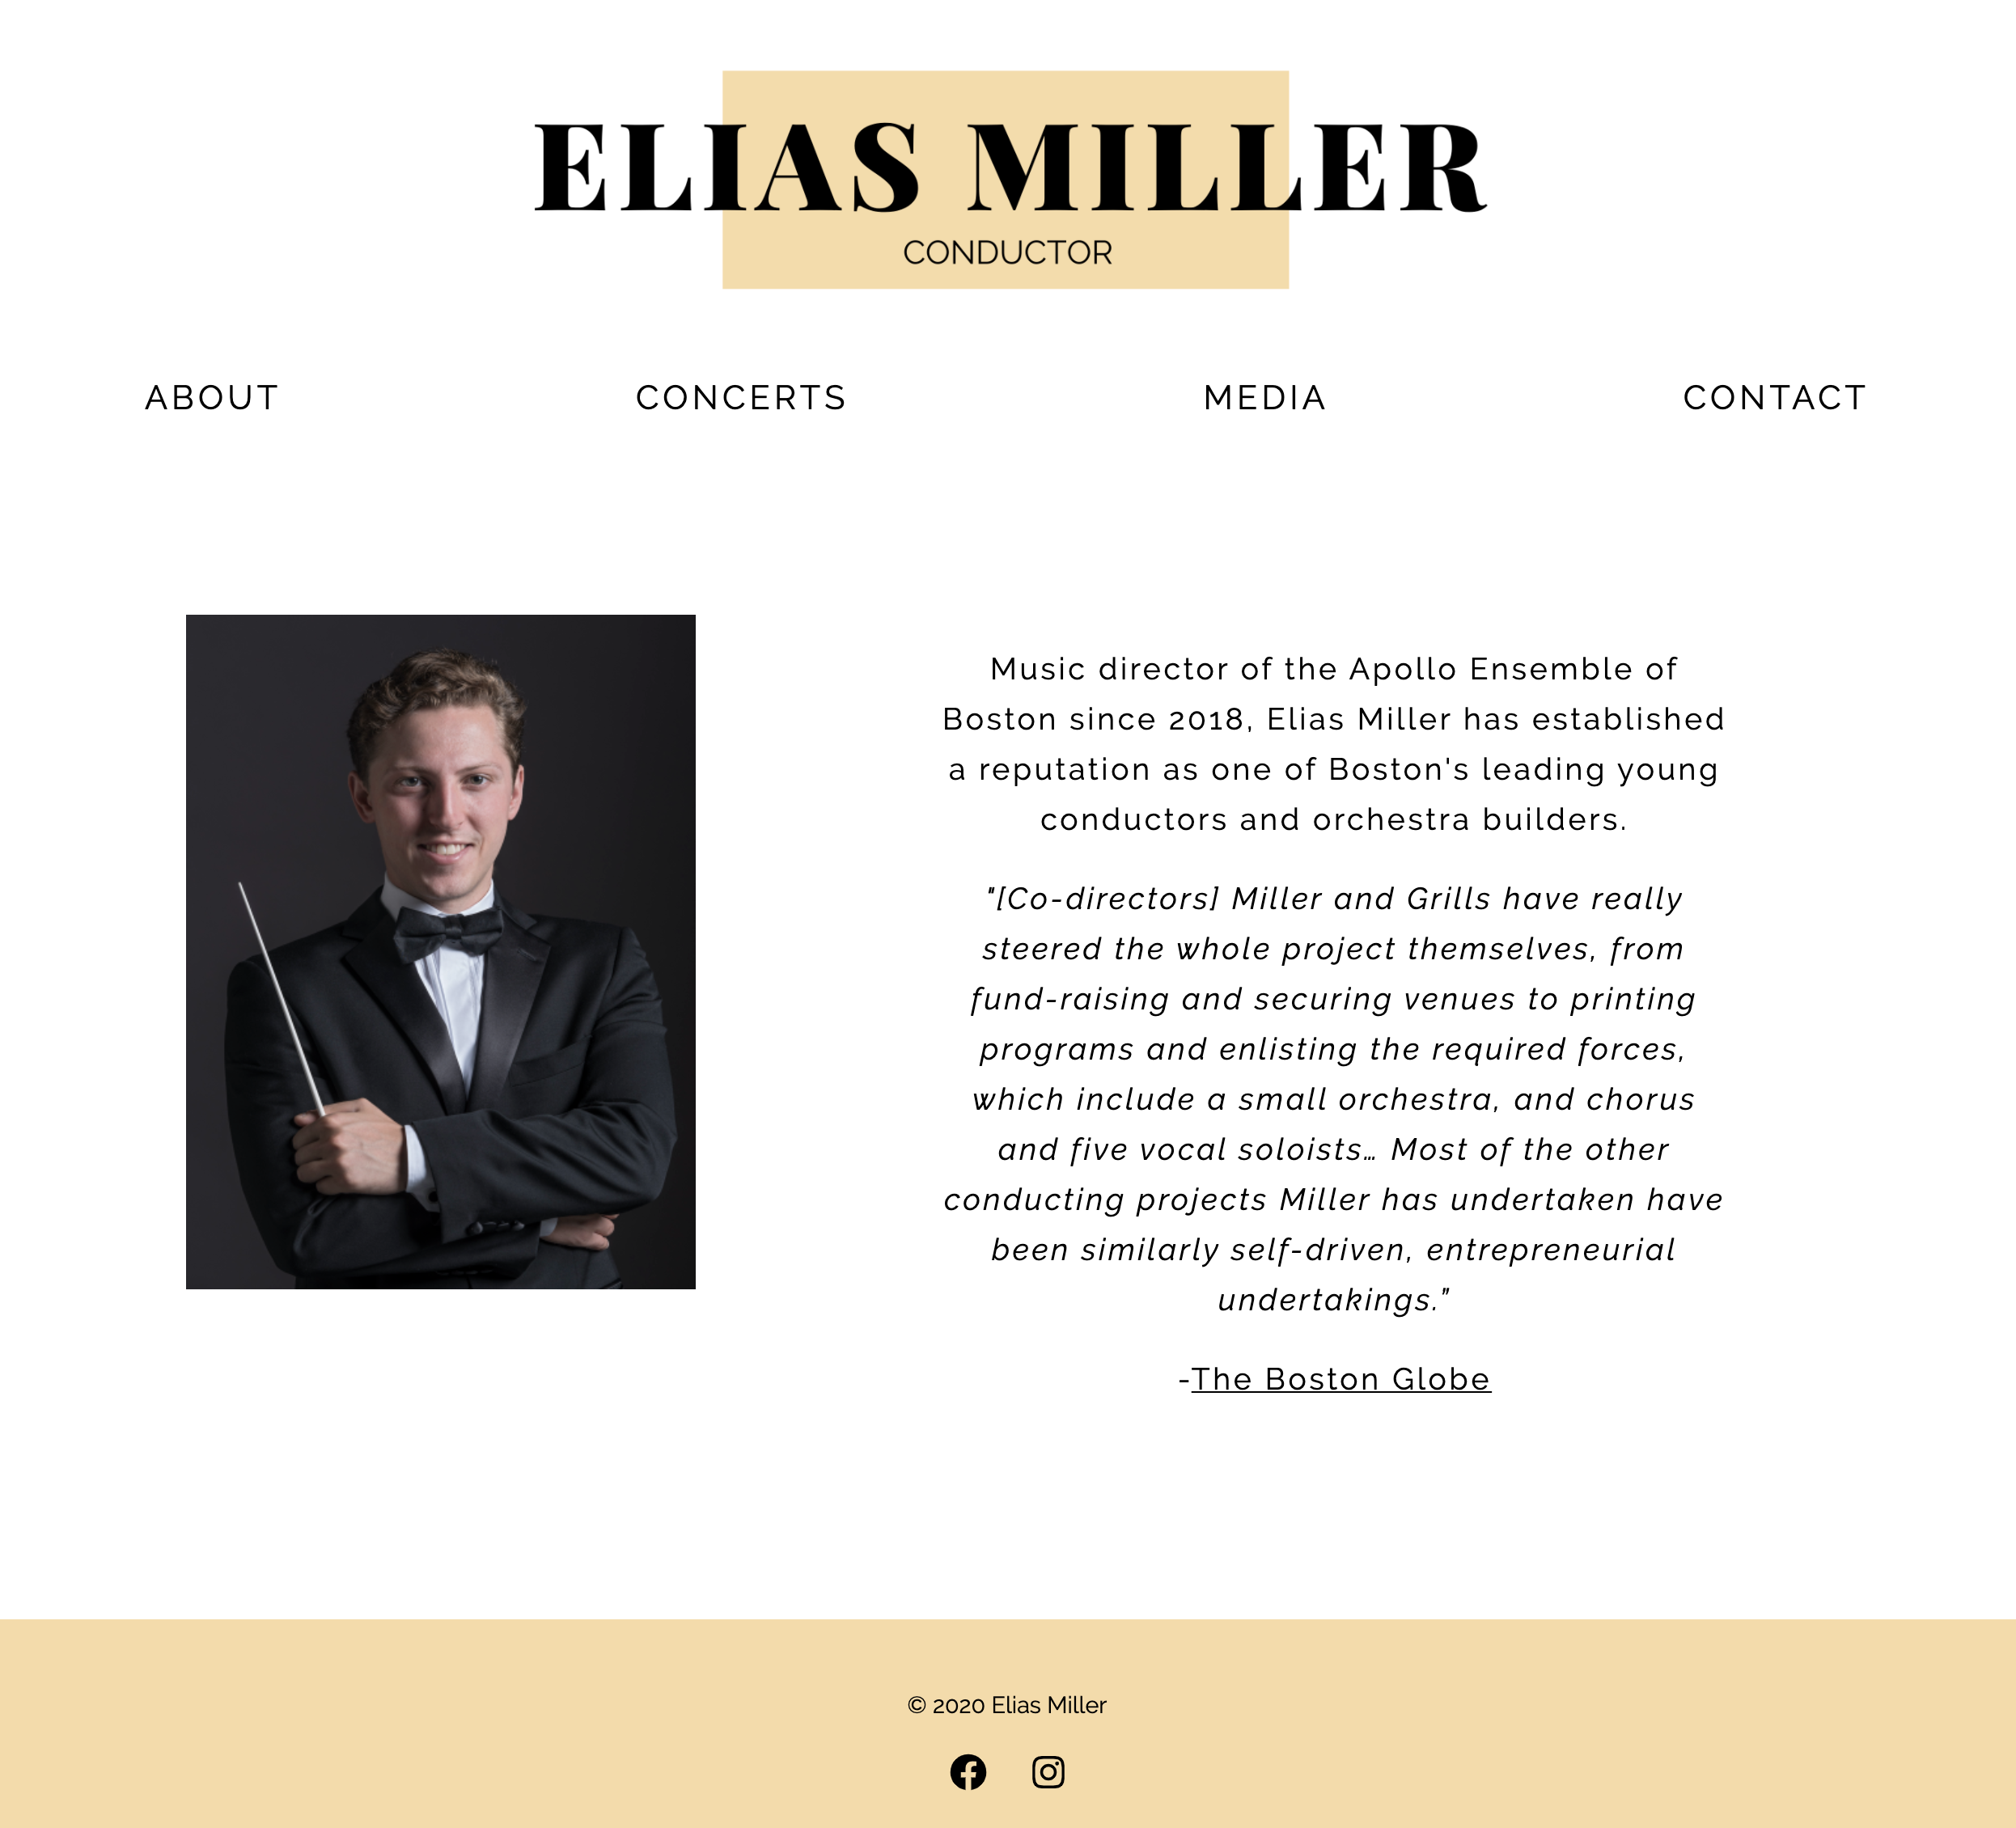 ELIAS MILLER
CONDUCTOR
ABOUT
CONCERTS
MEDIA
CONTACT
Music director of the Apollo Ensemble of
Boston since 2018, Elias Miller has established
a reputation as one of Boston's leading young
conductors and orchestra builders.
"[Co-directors] Miller and Grills have really
steered the whole project themselves, from
fund-raising and securing venues to printing
programs and enlisting the required forces,
which include a small orchestra, and chorus
and five vocal soloists… Most of the other
conducting projects Miller has undertaken have
been similarly self-driven, entrepreneurial
undertakings.”
-The Boston Globe
© 2020 Elias Miller